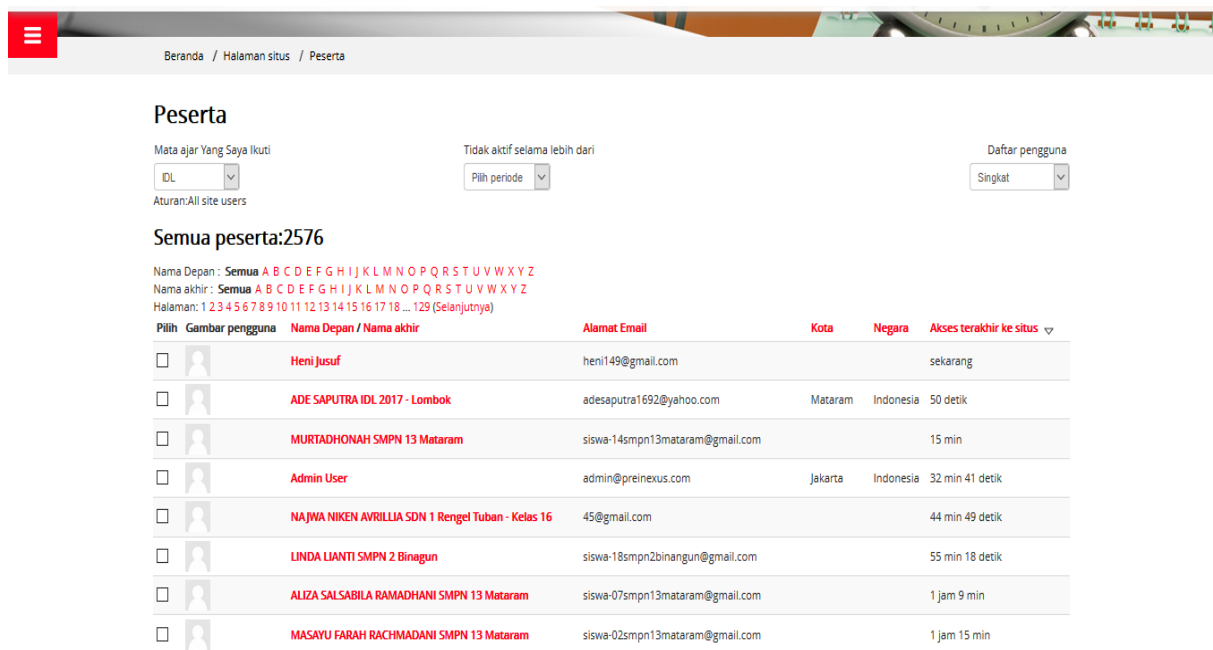 Beranda / Halaman situs / Peserta
Peserta
Mata ajar Yang Saya Ikuti Tidak aktif selama lebih dari Daftar pengguna
IDL Pilih periode Singkat
Aturan:All site users
Semua peserta:2576
Nama Depan : Semua A B C D E F G H I J K L M N O P Q R S T U V W X Y Z
Nama akhir : Semua A B C D E F G H I J K L M N O P Q R S T U V W X Y Z
Halaman: 1 2 3 4 5 6 7 8 9 10 11 12 13 14 15 16 17 18 ... 129 (Selanjutnya)
Pilih Gambar pengguna Nama Depan / Nama akhir Alamat Email Kota Negara Akses terakhir ke situs
Heni Jusuf heni149@gmail.com sekarang
ADE SAPUTRA IDL 2017 - Lombok adesaputra1692@yahoo.com Mataram Indonesia 50 detik
MURTADHONAH SMPN 13 Mataram siswa-14smpn13mataram@gmail.com 15 min
Admin User admin@preinexus.com Jakarta Indonesia 32 min 41 detik
NAJWA NIKEN AVRILLIA SDN 1 Rengel Tuban - Kelas 16 45@gmail.com 44 min 49 detik
LINDA LIANTI SMPN 2 Binagun siswa-18smpn2binangun@gmail.com 55 min 18 detik
ALIZA SALSABILA RAMADHANI SMPN 13 Mataram siswa-07smpn13mataram@gmail.com 1 jam 9 min
MASAYU FARAH RACHMADANI SMPN 13 Mataram siswa-02smpn13mataram@gmail.com 1 jam 15 min